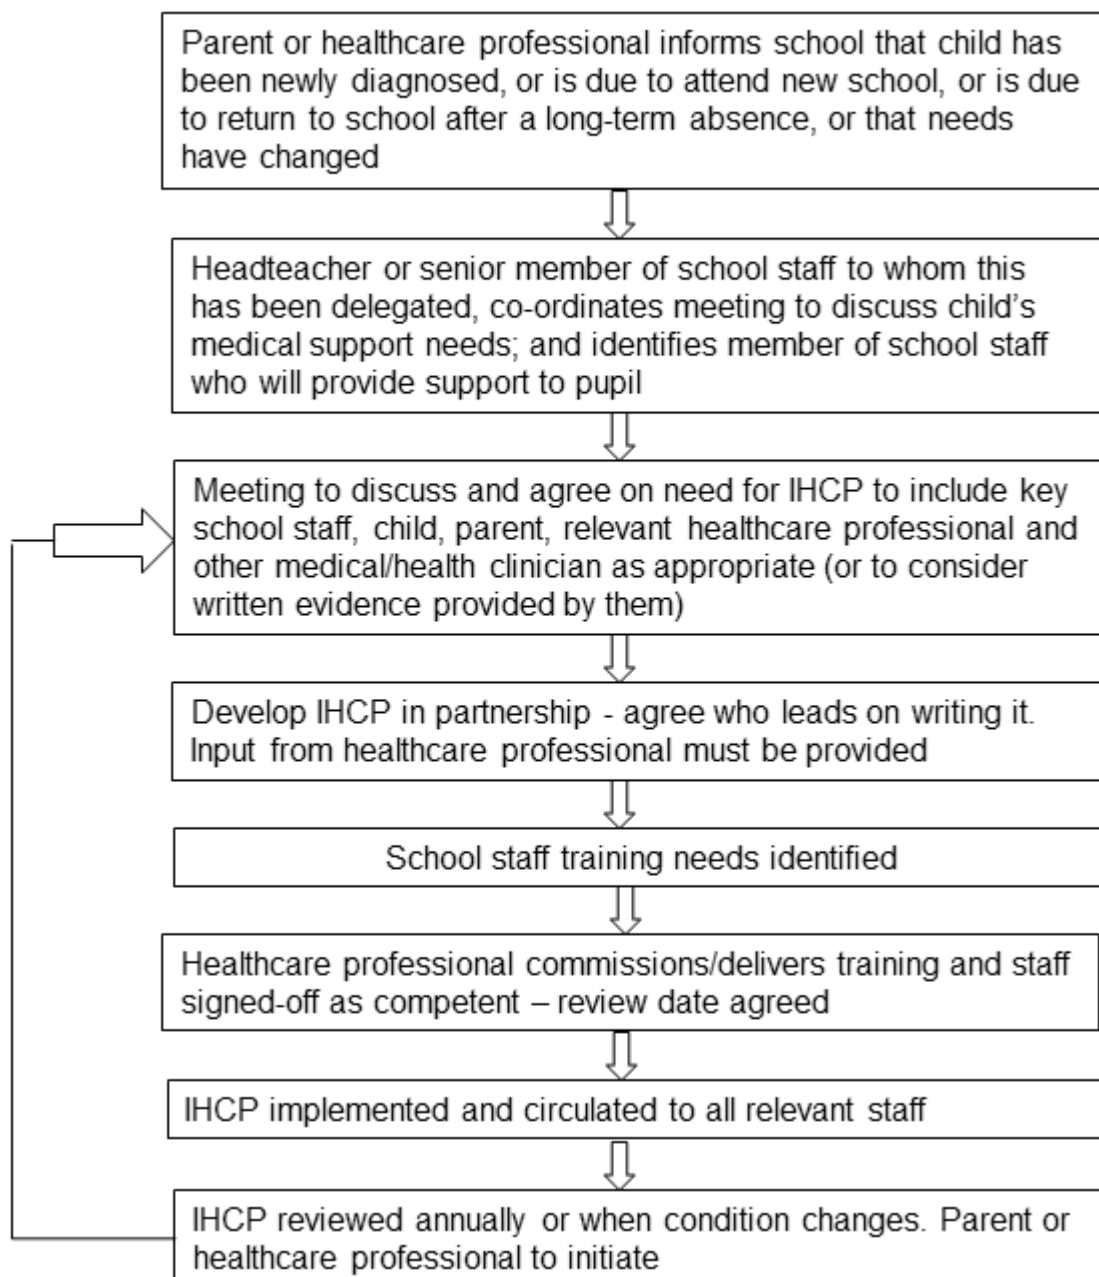 Parent or healthcare professional informs school that child has
been newly diagnosed, or is due to attend new school, or is due
to return to school after a long-term absence, or that needs
have changed
Headteacher or senior member of school staff to whom this
has been delegated, co-ordinates meeting to discuss child's
medical support needs; and identifies member of school staff
who will provide support to pupil
Meeting to discuss and agree on need for IHCP to include key
school staff, child, parent, relevant healthcare professional and
other medical/health clinician as appropriate (or to consider
written evidence provided by them)
Develop IHCP in partnership - agree who leads on writing it.
Input from healthcare professional must be provided
School staff training needs identified
Healthcare professional commissions/delivers training and staff
signed-off as competent – review date agreed
IHCP implemented and circulated to all relevant staff
IHCP reviewed annually or when condition changes. Parent or
healthcare professional to initiate